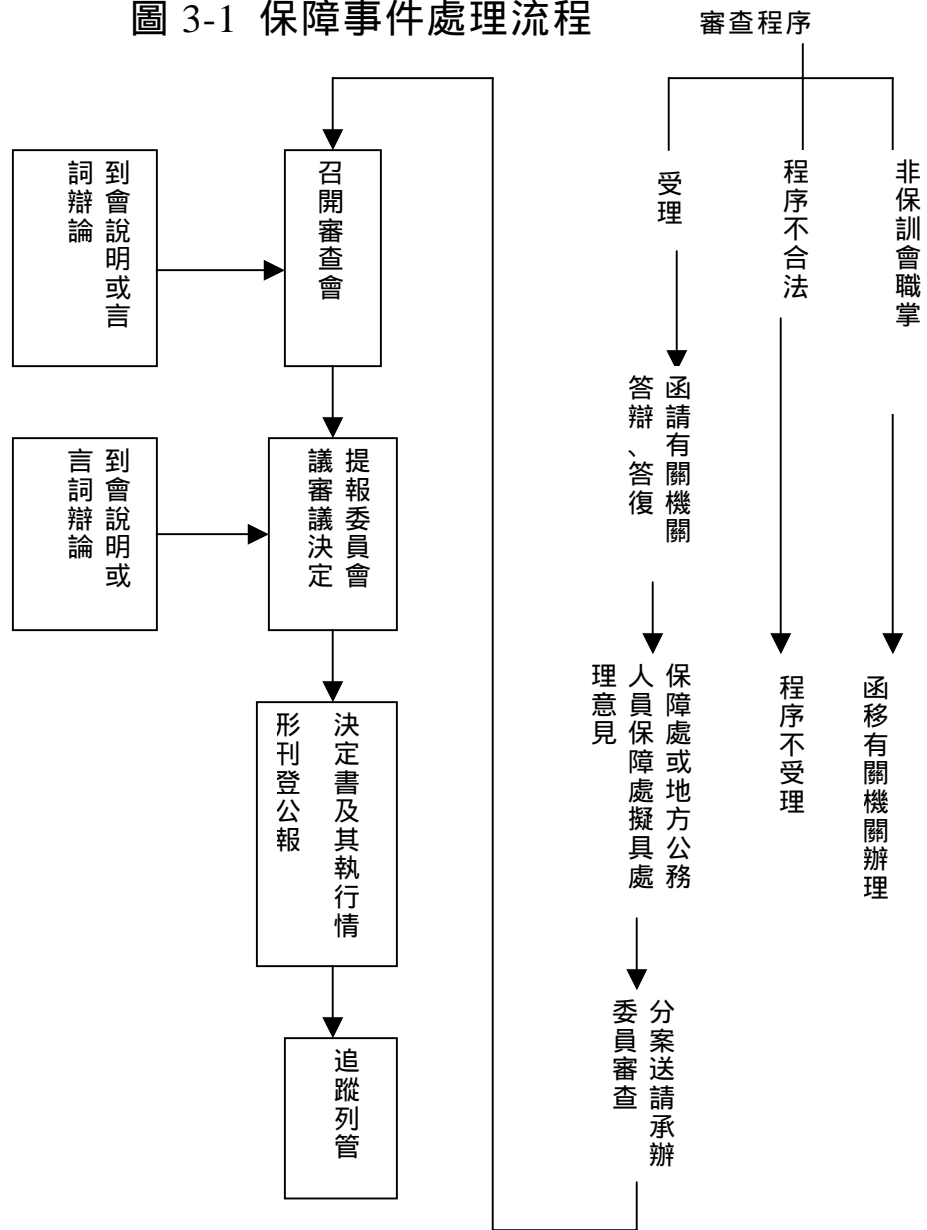 圖 3-1 保障事件處理流程
審查程序
受理
程序不合法
非保訓會職掌
函請有關機關
答辯、答復
保障處或地方公務
人員保障處擬具處
理意見
程序不受理
函移有關機關辦理
分案送請承辦
委員審查
到會說明或言
詞辯論
召開審查會
到會說明或
言詞辯論
提報委員會
議審議決定
決定書及其執行情
形刊登公報
追蹤列管